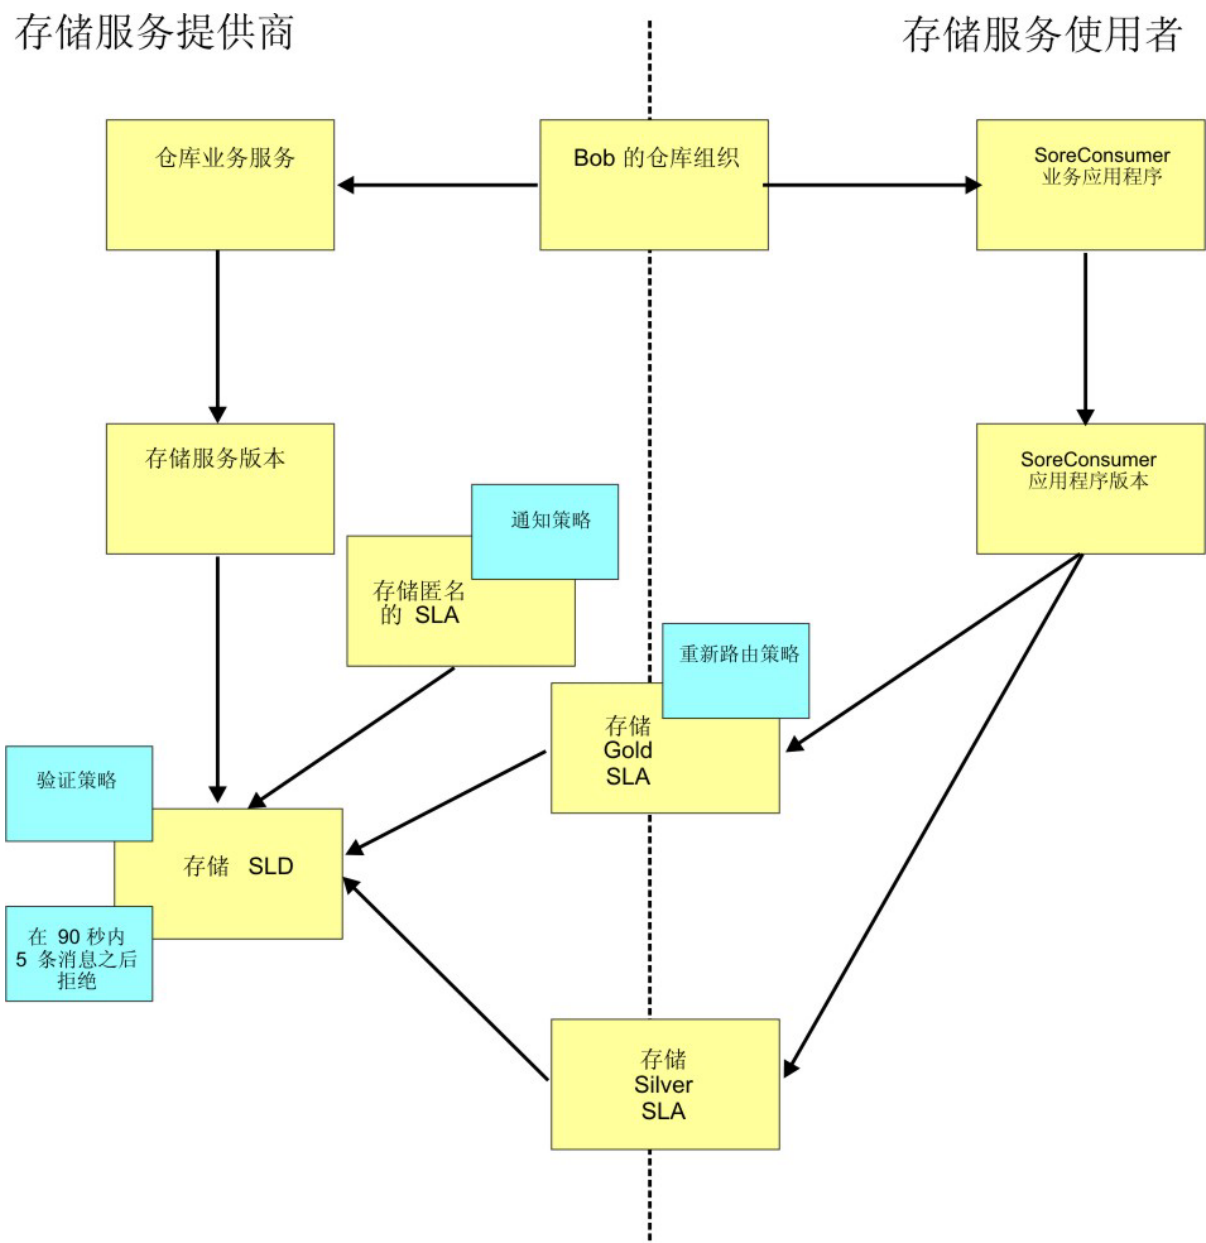 存储服务提供商
存储服务使用者
仓库业务服务
Bob 的仓库组织
SoreConsumer
业务应用程序
存储服务版本
SoreConsumer
应用程序版本
通知策略
存储匿名
的 SLA
重新路由策略
存储
Gold
SLA
验证策略
存储 SLD
在 90 秒内
5 条消息之后
拒绝
存储
Silver
SLA